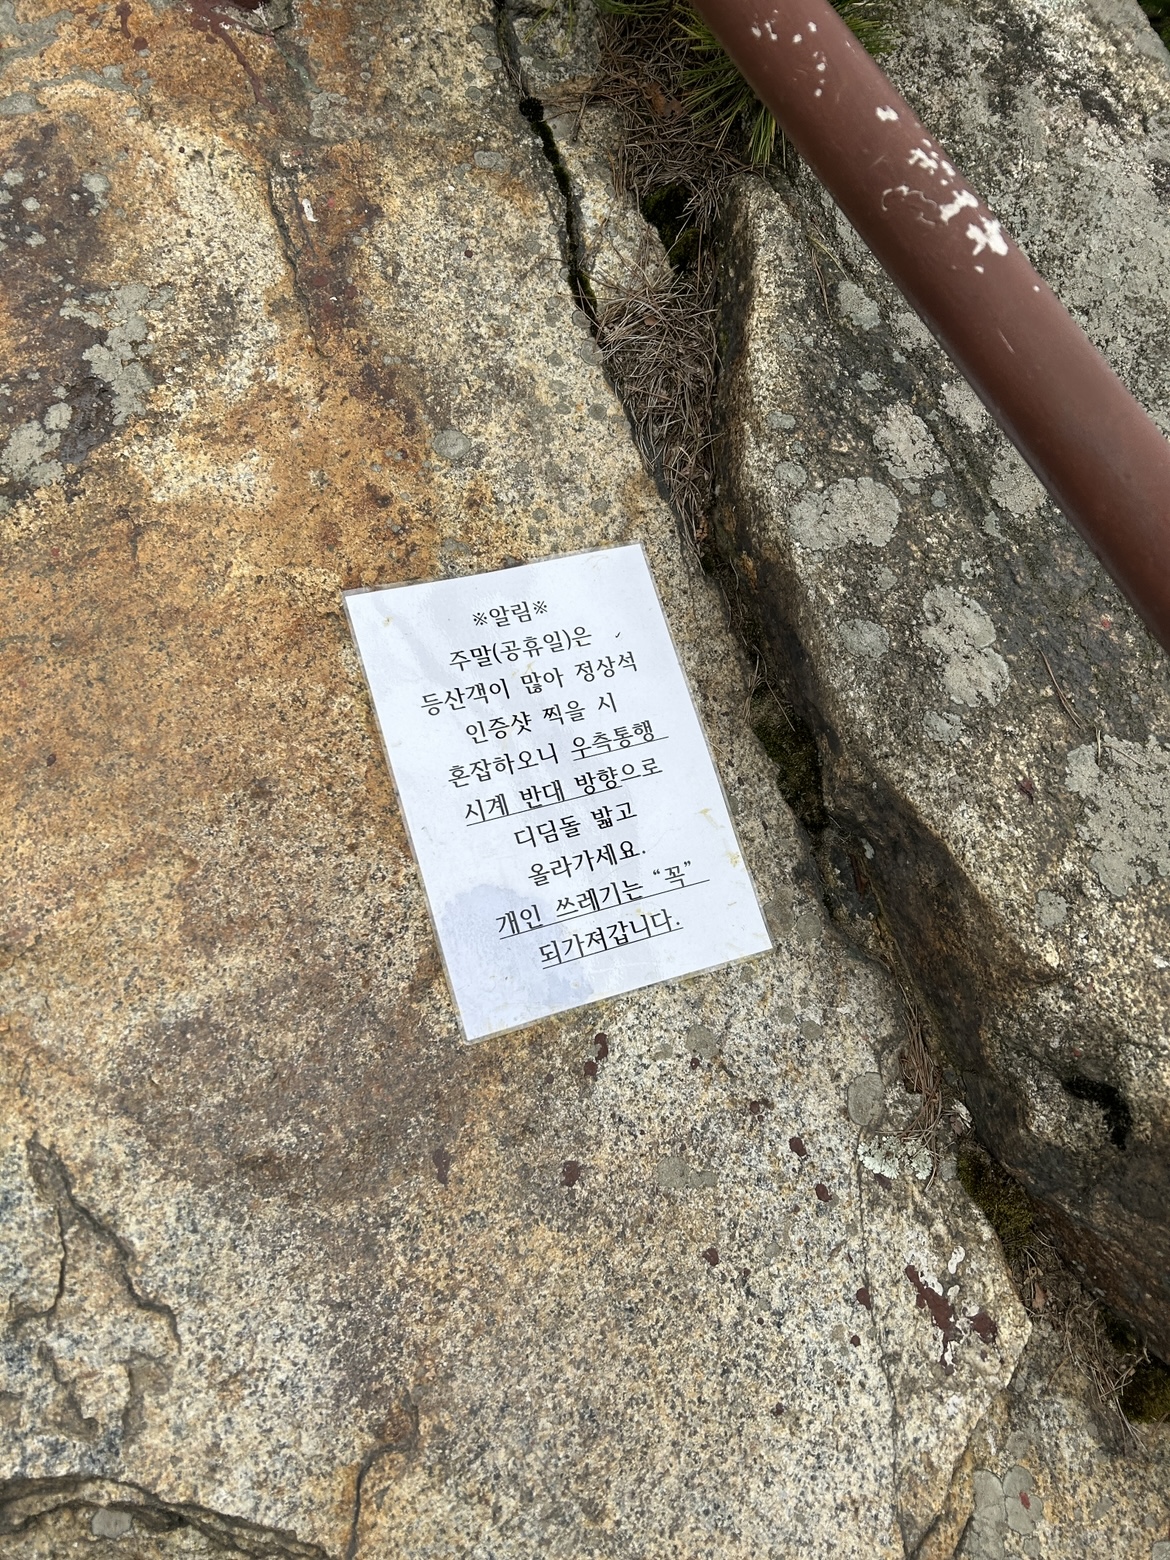 ※알림※
주말(공휴일)은
등산객이 많아 정상석
인증샷 찍을 시
혼잡하오니 우측통행
시계 반대 방향으로
디딤돌 밟고
올라가세요.
개인 쓰레기는 “꼭”
되가져갑니다.